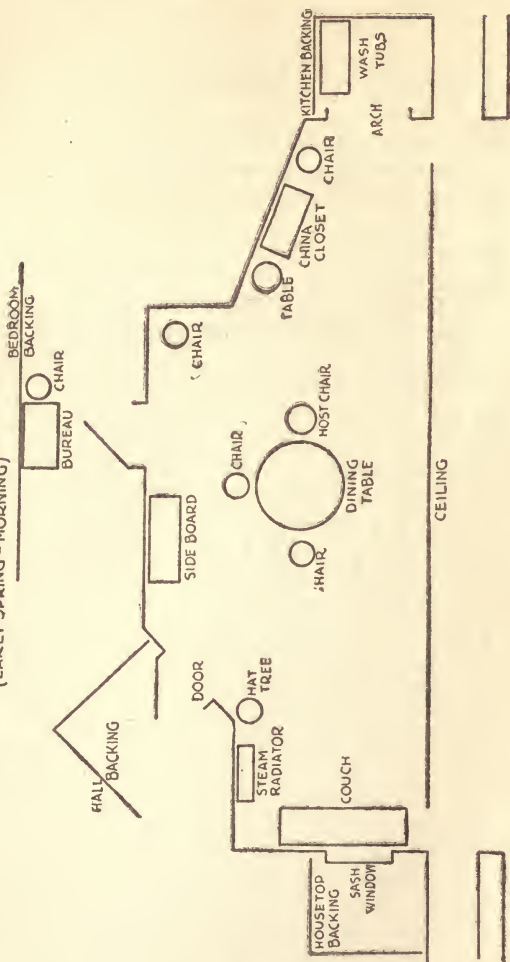 (EARLY SPRING - MORNING)
BEDROOM
BACKING
BUREAU
CHAIR
HALL
BACKING
DOOR
SIDE BOARD
CHAIR
KITCHEN BACKING
WASH
TUBS
ARCH
CHAIR
CHINA
CLOSET
TABLE
HAT
TREE
STEAM
RADIATOR
COUCH
HOUSETOP
BACKING
SASH
WINDOW
CHAIR
HOST CHAIR
CHAIR
DINING
TABLE
CEILING